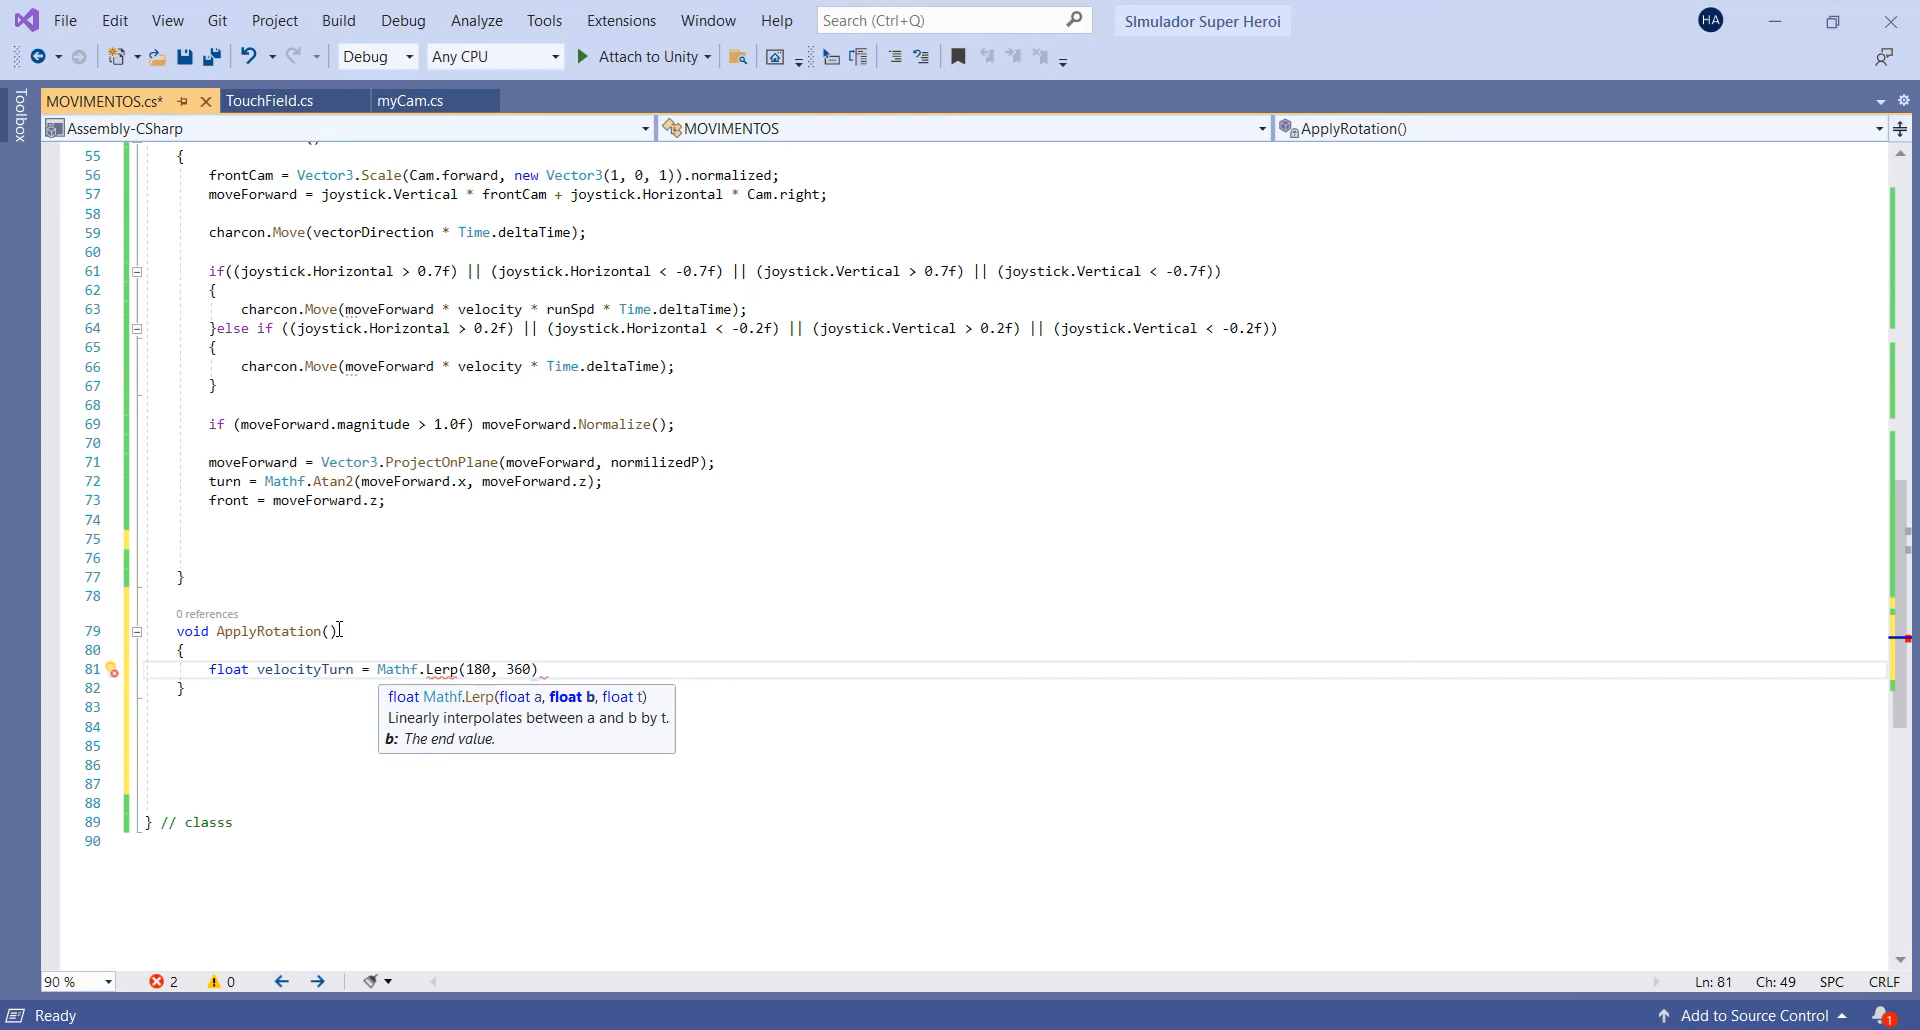 File Edit View Git Project Build Debug Test Analyze Tools Extensions Window Help Search (Ctrl+Q) SImulador Super Heroi HA
Debug Any CPU Attach to Unity
Toolbox
MOVIMENTOS.cs* TouchField.cs myCam.cs
Assembly-CSharp MOVIMENTOS ApplyRotation()
55 {
56 frontCam = Vector3.Scale(Cam.forward, new Vector3(1, 0, 1)).normalized;
57 moveForward = joystick.Vertical * frontCam + joystick.Horizontal * Cam.right;
58
59 charcon.Move(vectorDirection * Time.deltaTime);
60
61 if((joystick.Horizontal > 0.7f) || (joystick.Horizontal < -0.7f) || (joystick.Vertical > 0.7f) || (joystick.Vertical < -0.7f))
62 {
63 charcon.Move(moveForward * velocity * runSpd * Time.deltaTime);
64 }else if ((joystick.Horizontal > 0.2f) || (joystick.Horizontal < -0.2f) || (joystick.Vertical > 0.2f) || (joystick.Vertical < -0.2f))
65 {
66 charcon.Move(moveForward * velocity * Time.deltaTime);
67 }
68
69 if (moveForward.magnitude > 1.0f) moveForward.Normalize();
70
71 moveForward = Vector3.ProjectOnPlane(moveForward, normilizedP);
72 turn = Mathf.Atan2(moveForward.x, moveForward.z);
73 front = moveForward.z;
74
75
76
77 }
78
0 references
79 void ApplyRotation()
80 {
81 float velocityTurn = Mathf.Lerp(180, 360)
82 }
float Mathf.Lerp(float a, float b, float t)
Linearly interpolates between a and b by t.
b: The end value.
83
84
85
86
87
88
89 } // classs
90
90 % 2 0 Ln: 81 Ch: 49 SPC CRLF
Ready Add to Source Control 1